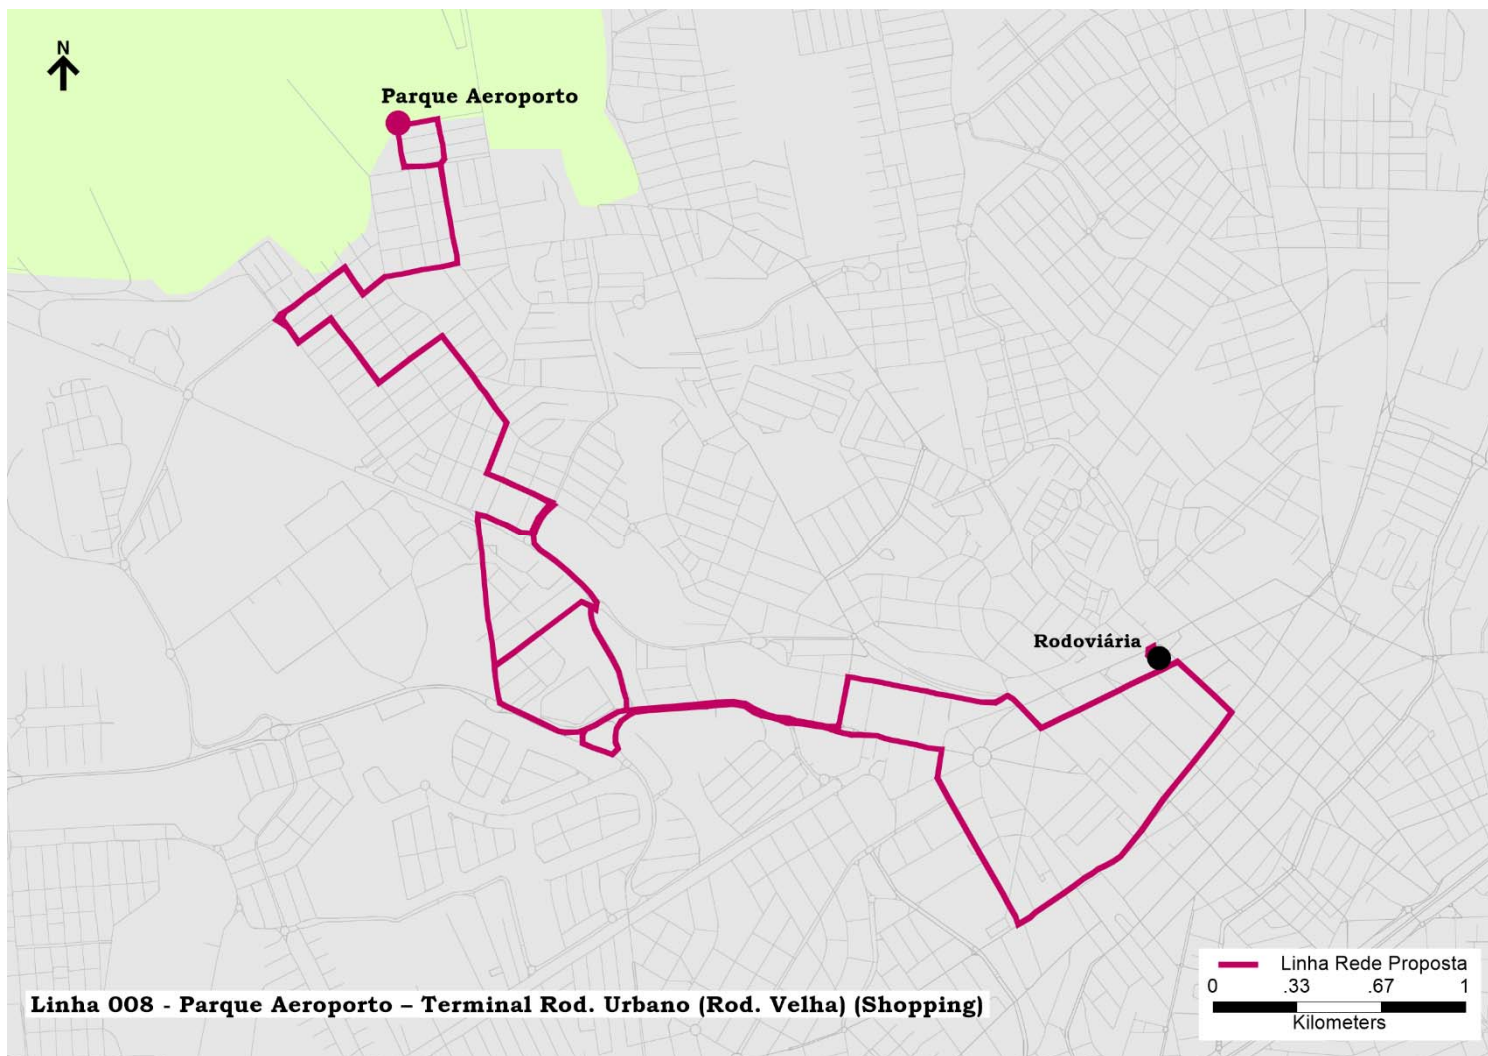 N
Parque Aeroporto
Rodoviária
Linha Rede Proposta
0 .33 .67 1
Kilometers
Linha 008 - Parque Aeroporto – Terminal Rod. Urbano (Rod. Velha) (Shopping)